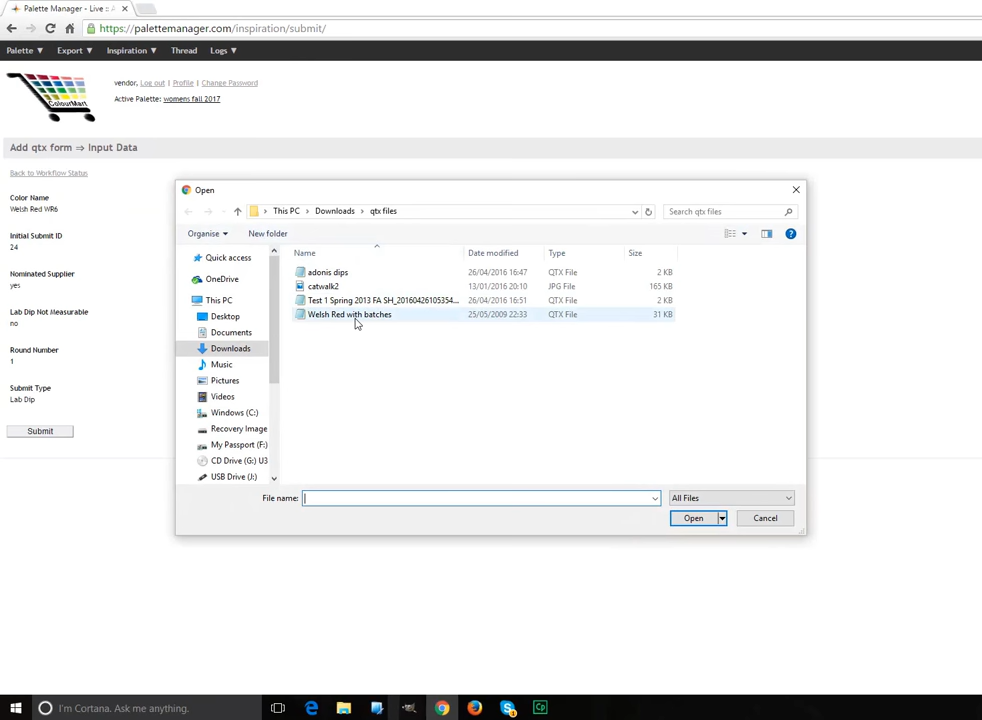 Palette Manager - Live :: A
https://palettemanager.com/inspiration/submit/
Palette ▼ Export ▼ Inspiration ▼ Thread Logs ▼
ColourMart
vendor, Log out | Profile | Change Password
Active Palette: womens fall 2017
Add qtx form ⇒ Input Data
Back to Workflow Status
Color Name
Welsh Red WR6
Initial Submit ID
24
Nominated Supplier
yes
Lab Dip Not Measurable
no
Round Number
1
Submit Type
Lab Dip
Submit
Open
This PC > Downloads > qtx files
Search qtx files
Organise New folder
Name Date modified Type Size
Quick access
OneDrive
This PC
Desktop
Documents
Downloads
Music
Pictures
Videos
Windows (C:)
Recovery Image
My Passport (F:)
CD Drive (G:) U3
USB Drive (J:)
adonis dips 26/04/2016 16:47 QTX File 2 KB
catwalk2 13/01/2016 20:10 JPG File 165 KB
Test 1 Spring 2013 FA SH_20160426105354... 26/04/2016 16:51 QTX File 2 KB
Welsh Red with batches 25/05/2009 22:33 QTX File 31 KB
File name:
All Files
Open Cancel
I'm Cortana. Ask me anything.
Cp